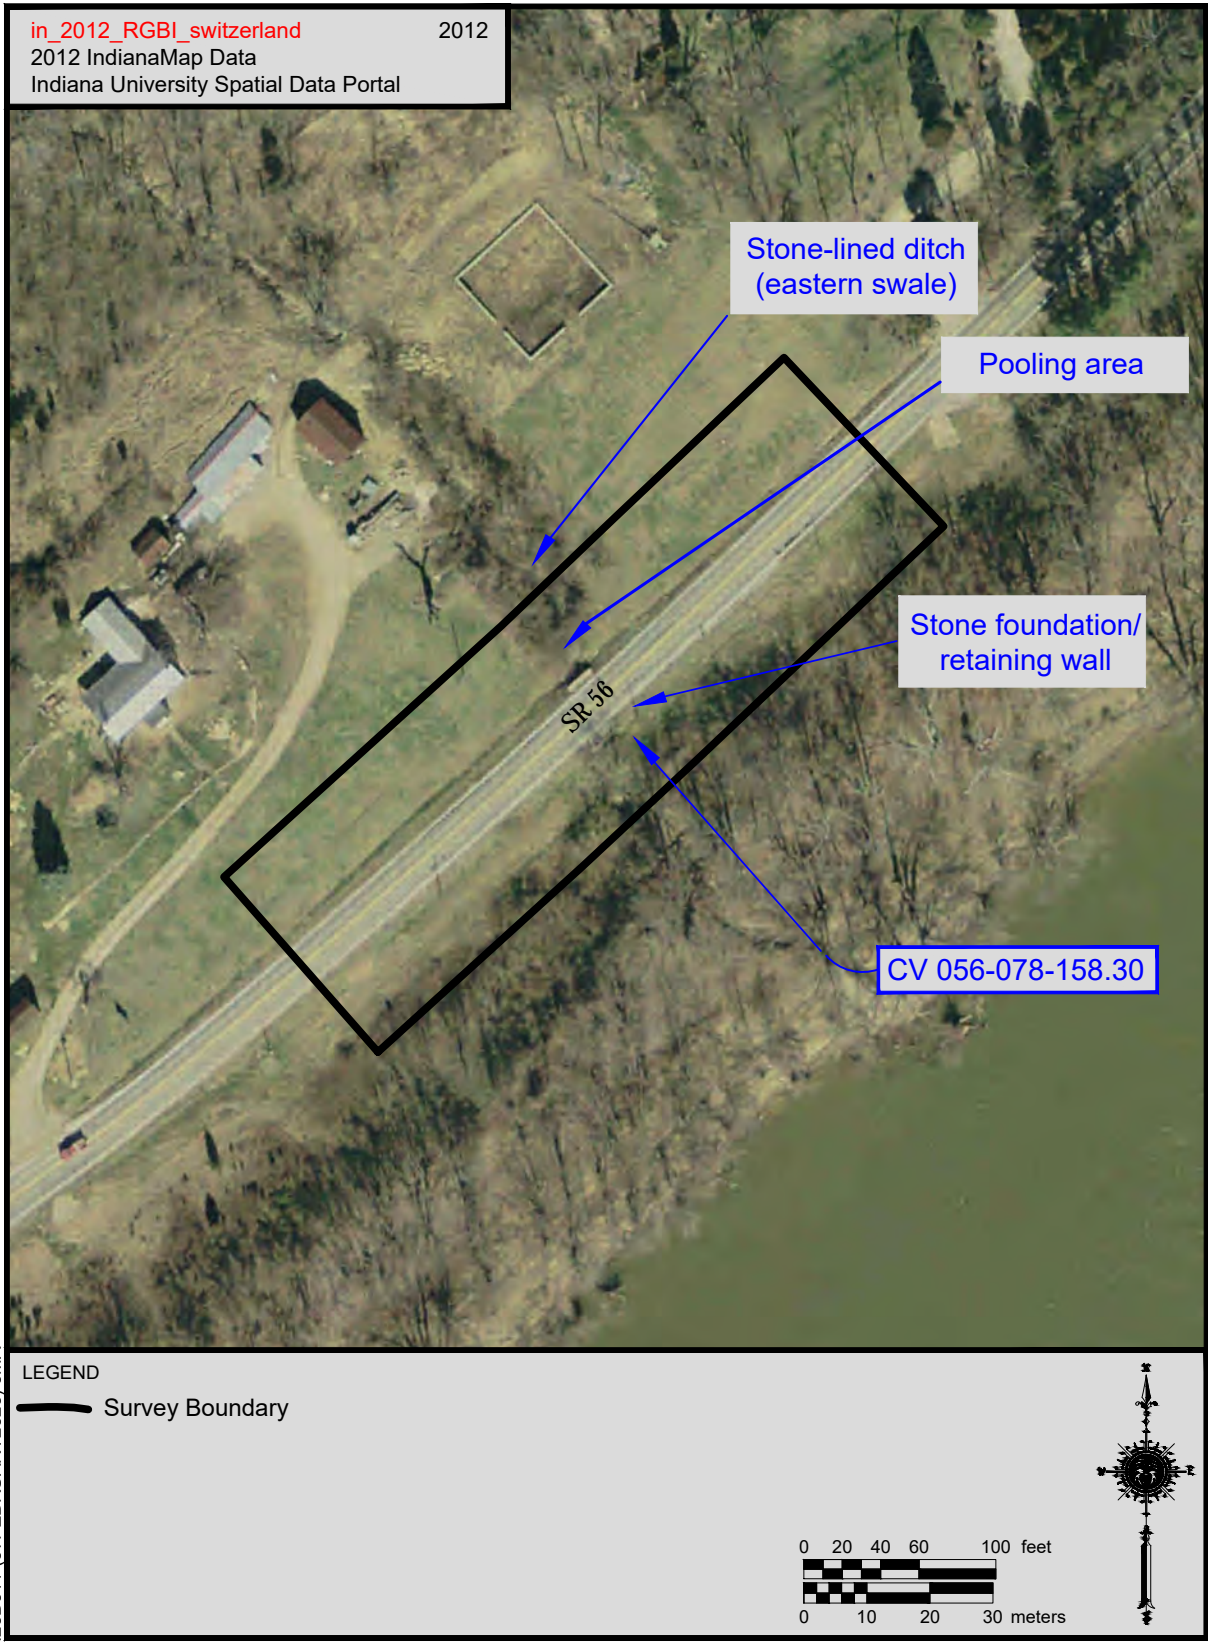 in_2012_RGBI_switzerland 2012
2012 IndianaMap Data
Indiana University Spatial Data Portal
Stone-lined ditch
(eastern swale)
Pooling area
Stone foundation/
retaining wall
SR 56
CV 056-078-158.30
LEGEND
Survey Boundary
0 20 40 60 100 feet
0 10 20 30 meters